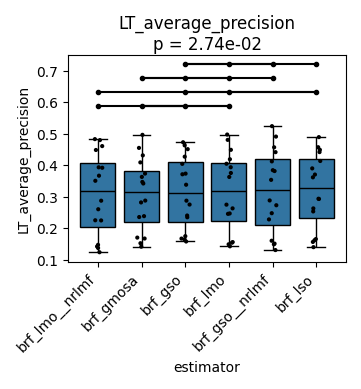 LT_average_precision
p = 2.74e-02
LT_average_precision
0.7
0.6
0.5
0.4
0.3
0.2
0.1
brf_lmo__nrlmf
brf_gmosa
brf_gso
brf_lmo
brf_gso__nrlmf
brf_lso
estimator